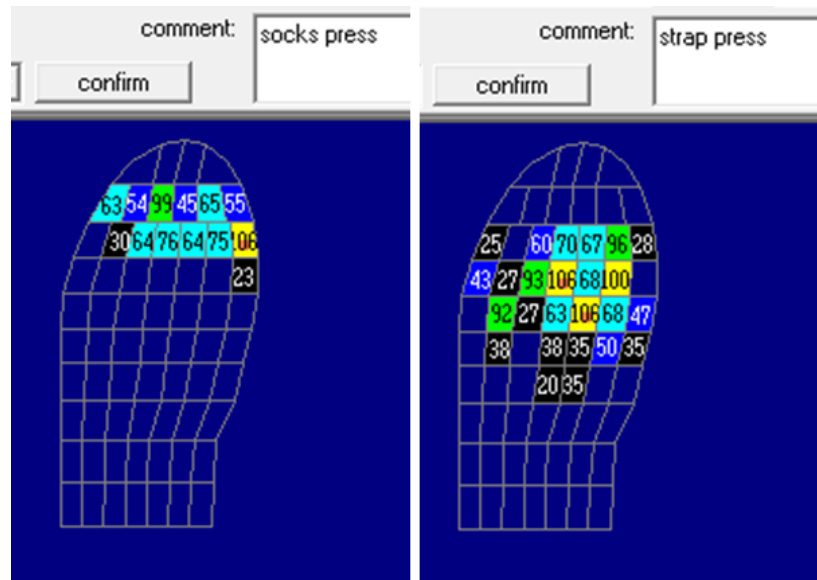 comment: socks press
confirm
63 54 99 45 65 55
30 64 76 64 75 106
23
comment: strap press
confirm
25 60 70 67 96 28
43 27 93 106 68 100
92 27 63 106 68 47
38 38 35 50 35
20 35